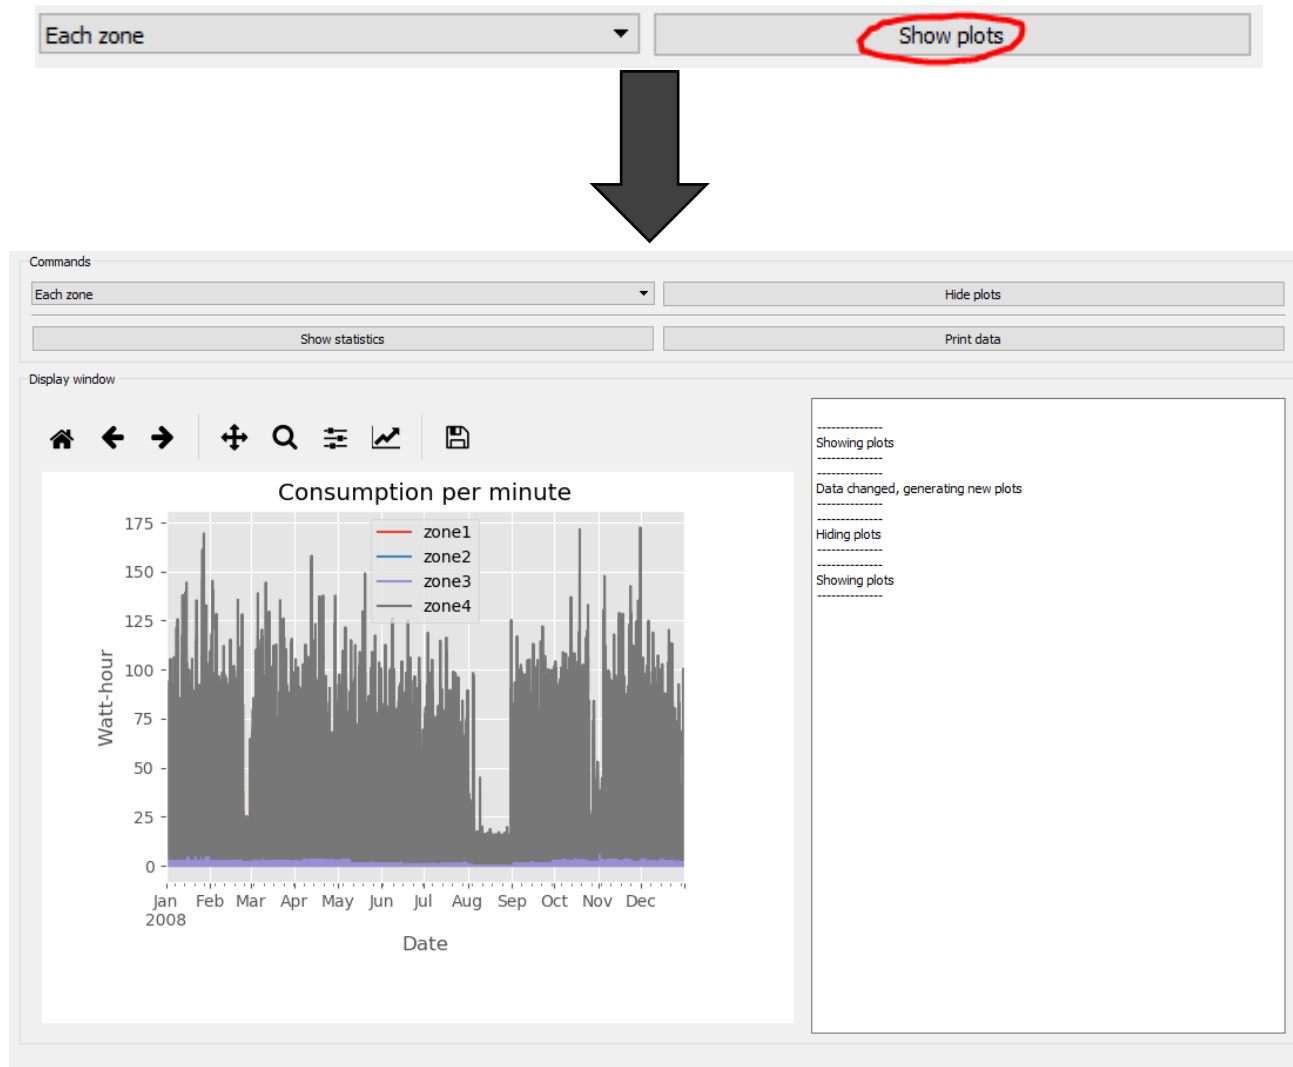 Each zone
Show plots
Commands
Each zone
Hide plots
Show statistics
Print data
Display window
--------------
Showing plots
--------------
--------------
Data changed, generating new plots
--------------
--------------
Hiding plots
--------------
--------------
Showing plots
--------------
Consumption per minute
zone1
zone2
zone3
zone4
175
150
125
100
75
50
25
0
Watt-hour
Jan Feb Mar Apr May Jun Jul Aug Sep Oct Nov Dec
2008
Date